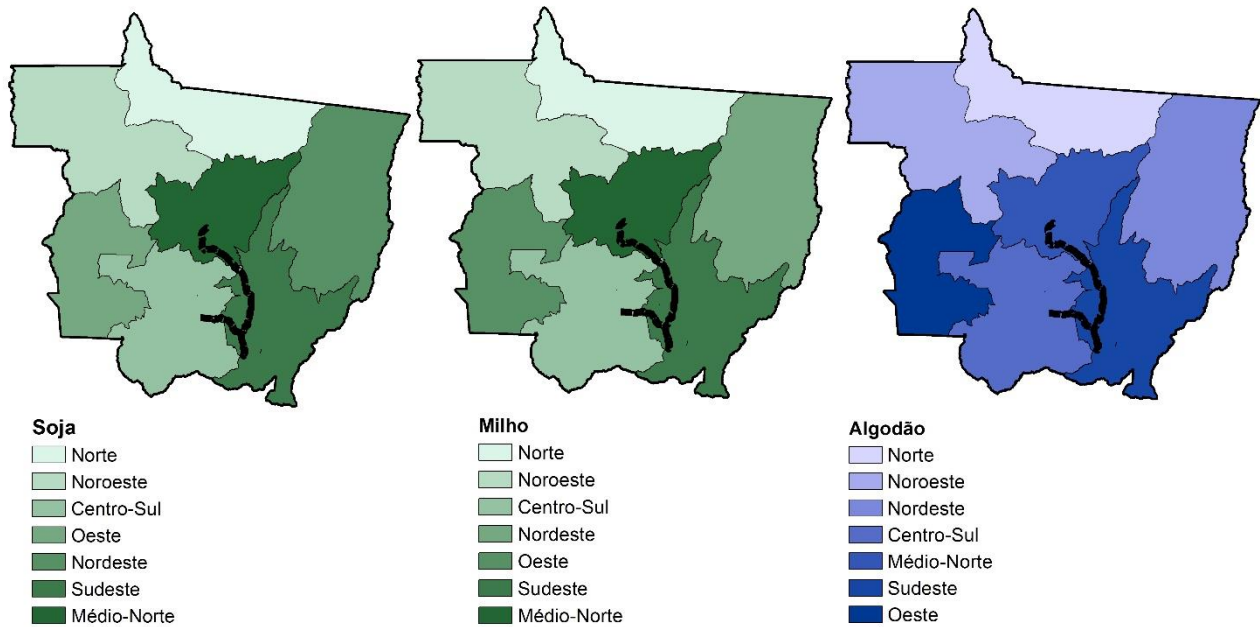 Soja
Norte
Noroeste
Centro-Sul
Oeste
Nordeste
Sudeste
Médio-Norte
Milho
Norte
Noroeste
Centro-Sul
Nordeste
Oeste
Sudeste
Médio-Norte
Algodão
Norte
Noroeste
Nordeste
Centro-Sul
Médio-Norte
Sudeste
Oeste